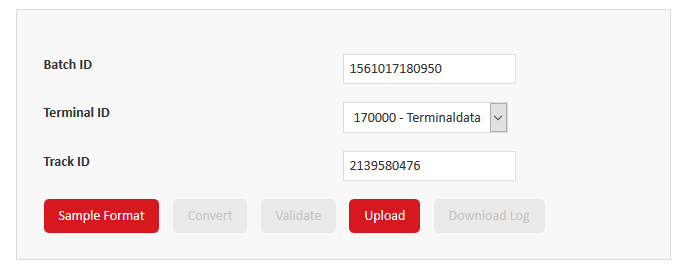 Batch ID 1561017180950
Terminal ID 170000 - Terminaldata
Track ID 2139580476
Sample Format Convert Validate Upload Download Log